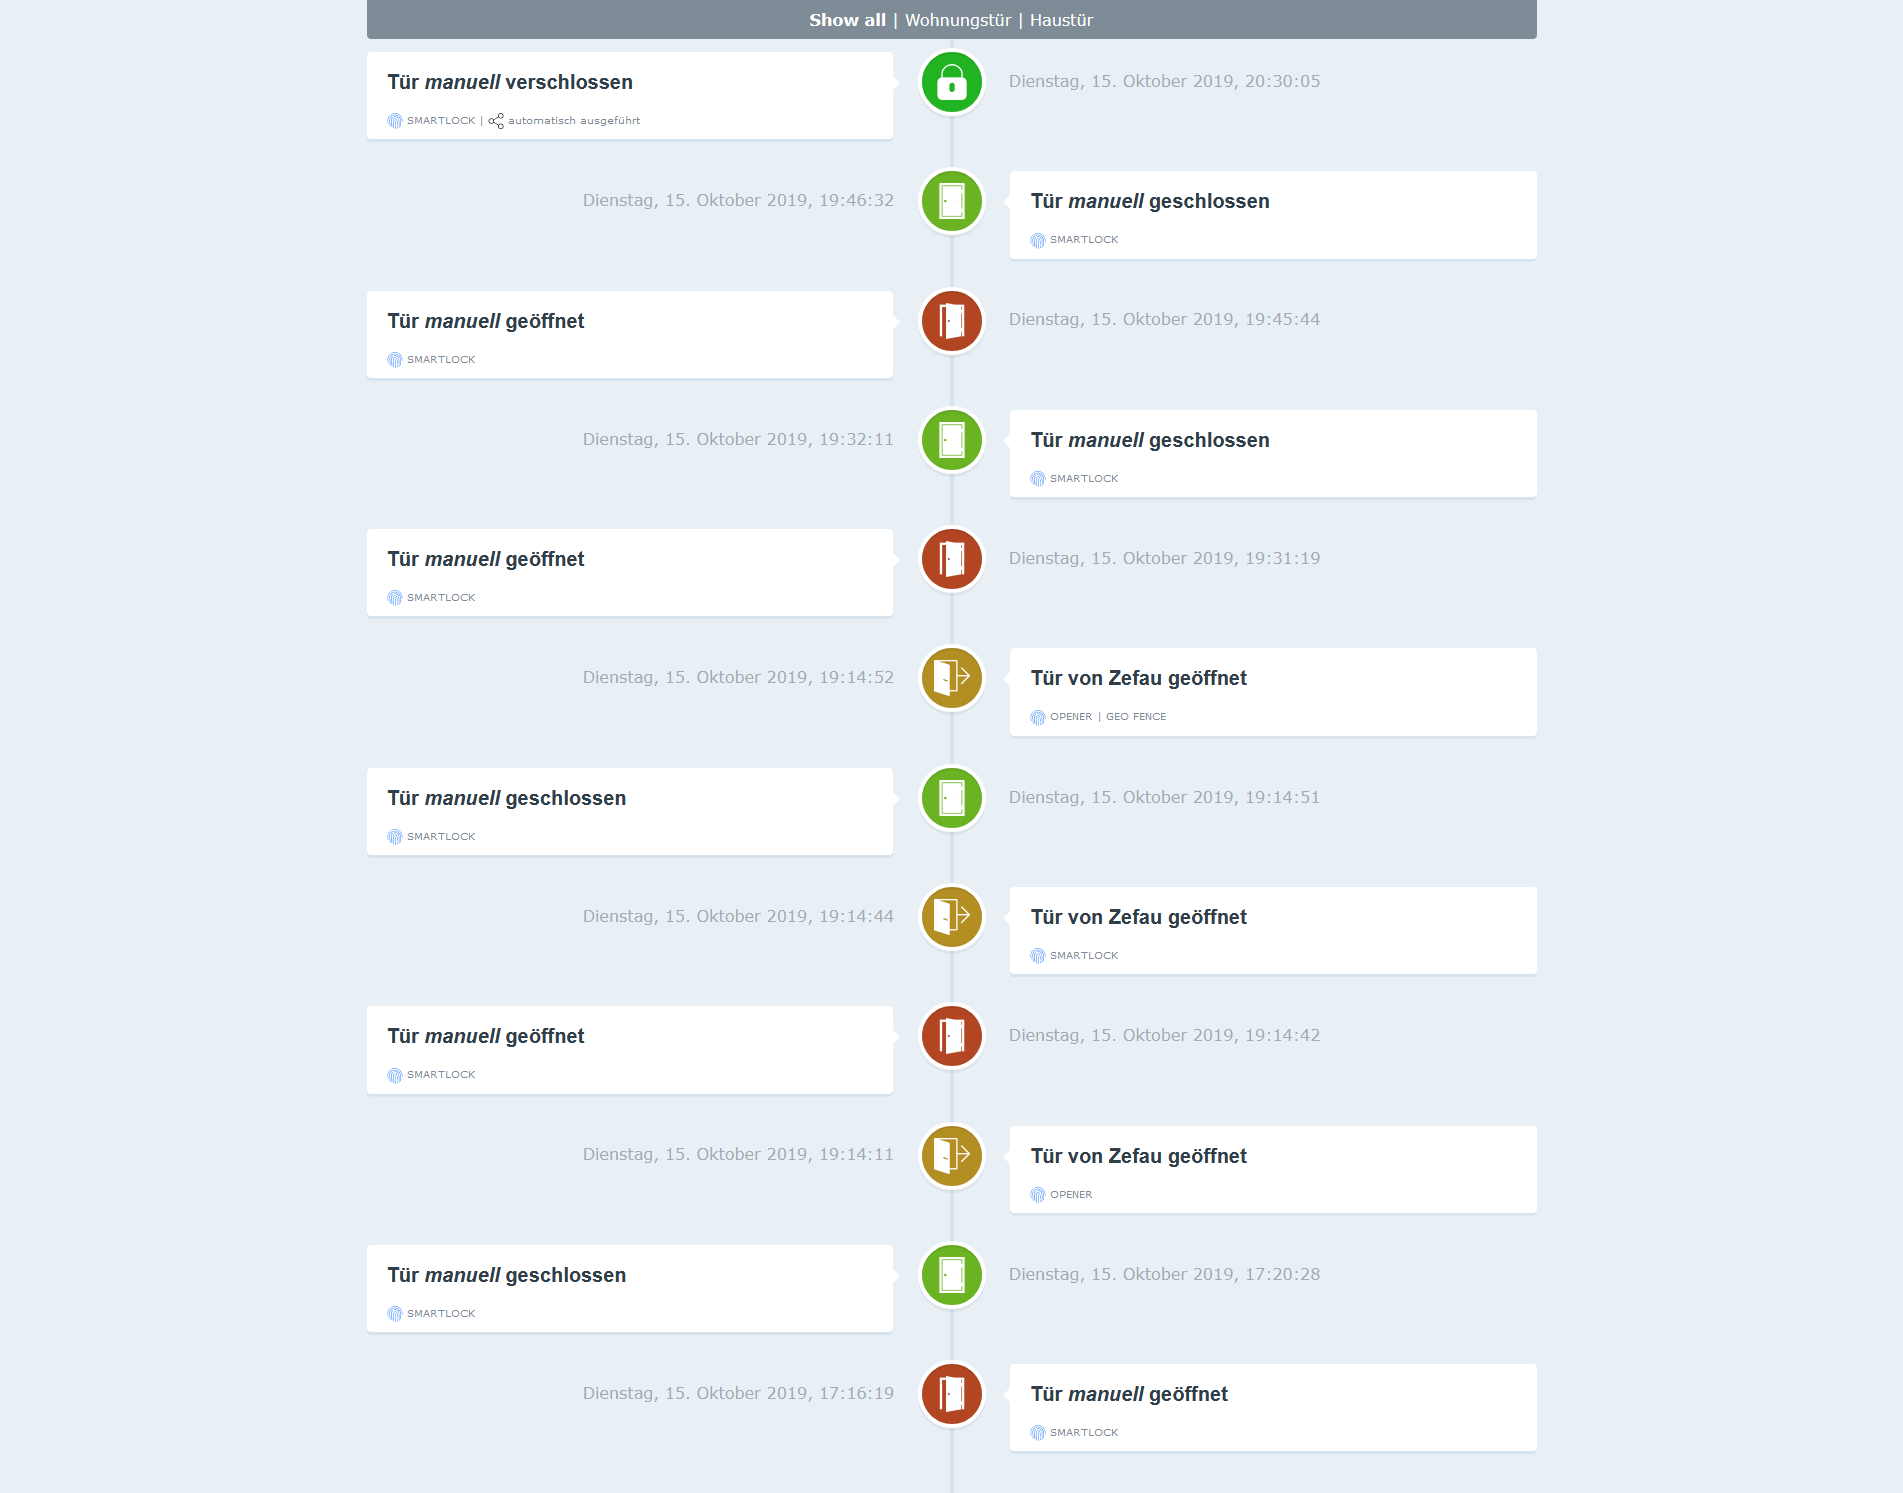 Show all | Wohnungstür | Haustür
Tür manuell verschlossen
Dienstag, 15. Oktober 2019, 20:30:05
SMARTLOCK | automatisch ausgeführt
Dienstag, 15. Oktober 2019, 19:46:32
Tür manuell geschlossen
SMARTLOCK
Tür manuell geöffnet
Dienstag, 15. Oktober 2019, 19:45:44
SMARTLOCK
Dienstag, 15. Oktober 2019, 19:32:11
Tür manuell geschlossen
SMARTLOCK
Tür manuell geöffnet
Dienstag, 15. Oktober 2019, 19:31:19
SMARTLOCK
Dienstag, 15. Oktober 2019, 19:14:52
Tür von Zefau geöffnet
OPENER | GEO FENCE
Tür manuell geschlossen
Dienstag, 15. Oktober 2019, 19:14:51
SMARTLOCK
Dienstag, 15. Oktober 2019, 19:14:44
Tür von Zefau geöffnet
SMARTLOCK
Tür manuell geöffnet
Dienstag, 15. Oktober 2019, 19:14:42
SMARTLOCK
Dienstag, 15. Oktober 2019, 19:14:11
Tür von Zefau geöffnet
OPENER
Tür manuell geschlossen
Dienstag, 15. Oktober 2019, 17:20:28
SMARTLOCK
Dienstag, 15. Oktober 2019, 17:16:19
Tür manuell geöffnet
SMARTLOCK